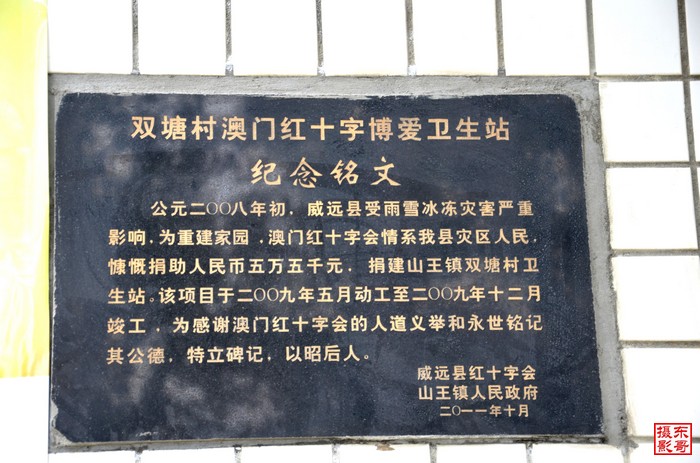 双塘村澳门红十字博爱卫生站
纪念铭文
公元二〇〇八年初，威远县受雨雪冰冻灾害严重
影响，为重建家园，澳门红十字会情系我县灾区人民，
慷慨捐助人民币五万五千元，捐建山王镇双塘村卫
生站。该项目于二〇〇九年五月动工至二〇〇九年十二月
竣工，为感谢澳门红十字会的人道义举和永世铭记
其公德，特立碑记，以昭后人。
威远县红十字会
山王镇人民政府
二〇一一年十月
东哥
摄影